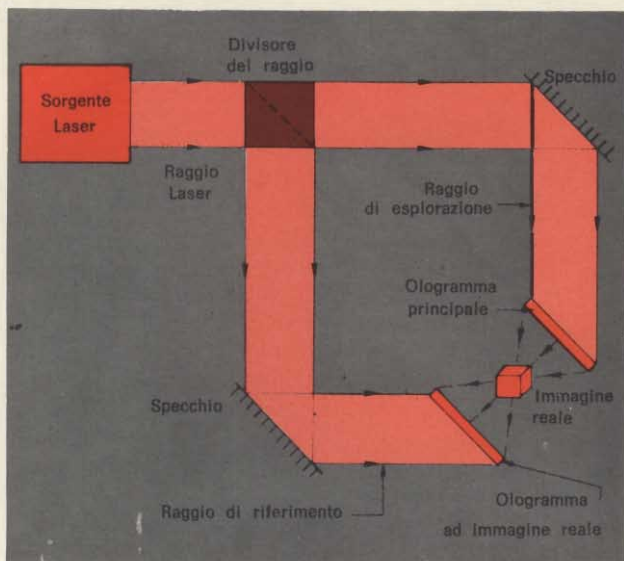 Divisore
del raggio
Specchio
Sorgente
Laser
Raggio
Laser
Raggio
di esplorazione
Ologramma
principale
Immagine
reale
Specchio
Raggio di riferimento
Ologramma
ad immagine reale